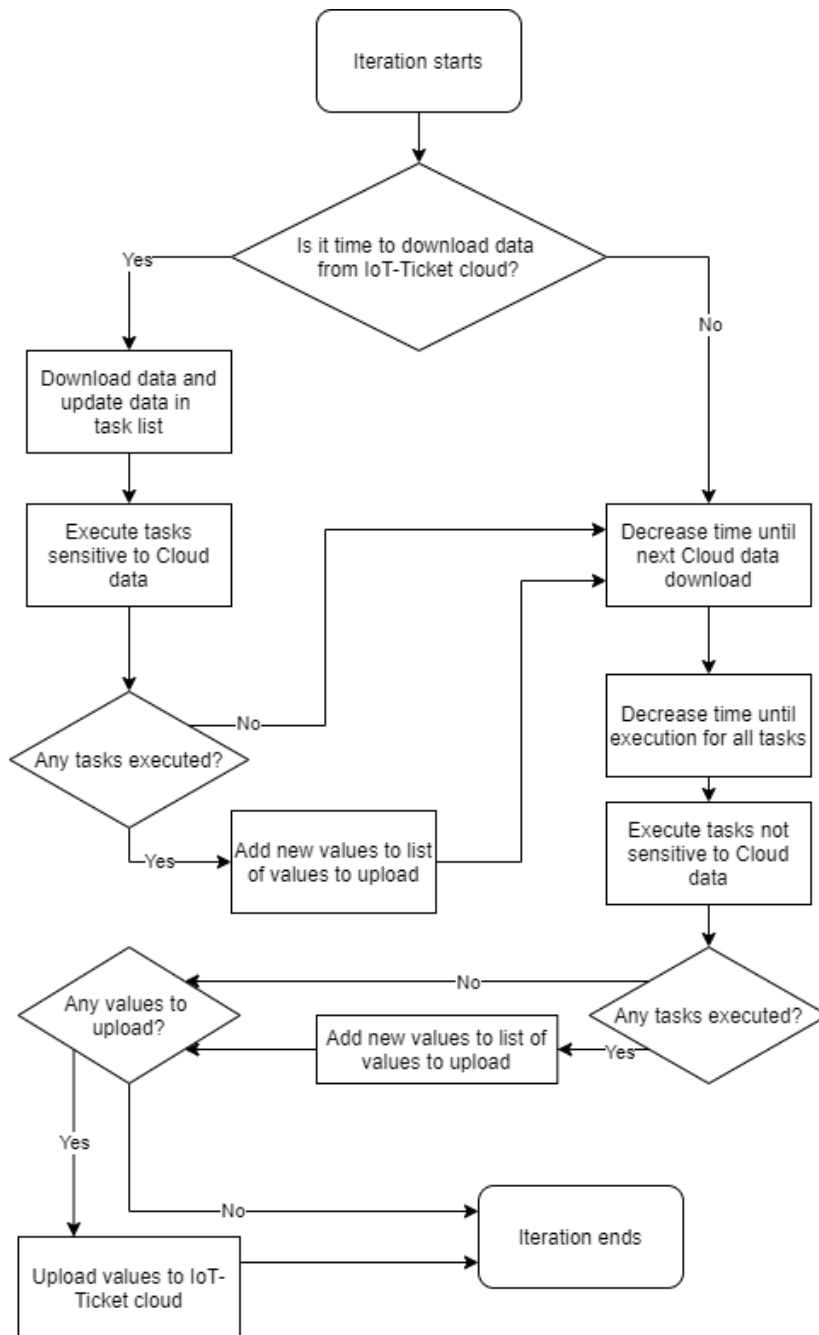 Iteration starts
Is it time to download data
from IoT-Ticket cloud?
Yes
No
Download data and
update data in
task list
Execute tasks
sensitive to Cloud
data
Decrease time until
next Cloud data
download
Any tasks executed?
No
Yes
Add new values to list
of values to upload
Decrease time until
execution for all tasks
Execute tasks not
sensitive to Cloud
data
Any tasks executed?
No
Yes
Add new values to list of
values to upload
Any values to
upload?
Yes
No
Upload values to IoT-
Ticket cloud
Iteration ends